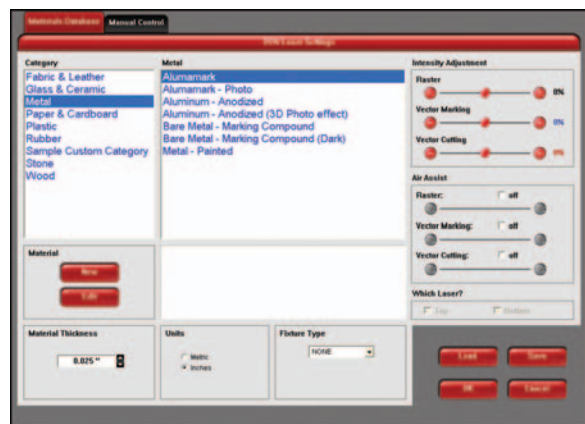 Materials Database
Manual Control
Laser Settings
Category
Fabric & Leather
Glass & Ceramic
Metal
Paper & Cardboard
Plastic
Rubber
Sample Custom Category
Stone
Wood
Metal
Alumamark
Alumamark - Photo
Aluminum - Anodized
Aluminum - Anodized (3D Photo effect)
Bare Metal - Marking Compound
Bare Metal - Marking Compound (Dark)
Metal - Painted
Intensity Adjustment
Raster
0%
Vector Marking
0%
Vector Cutting
0%
Air Assist
Raster: off
Vector Marking: off
Vector Cutting: off
Which Laser?
Top Bottom
Material
New
Edit
Material Thickness
0.025 "
Units
Metric
Inches
Fixture Type
NONE
Load Save
OK Cancel